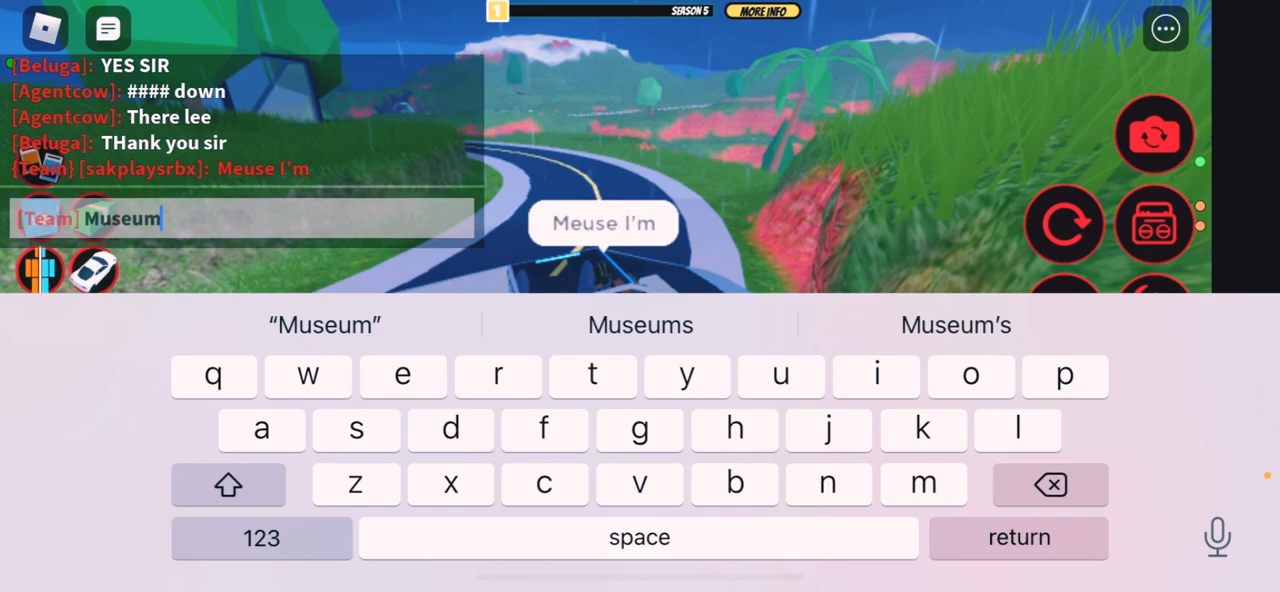 1 SEASON 5 MORE INFO
[Beluga]: YES SIR
[Agentcow]: #### down
[Agentcow]: There lee
[Beluga]: THank you sir
{Team} [sakplaysrbx]: Meuse I'm
[Team] Museum
Meuse I'm
“Museum” Museums Museum's
q w e r t y u i o p
a s d f g h j k l
z x c v b n m
123 space return